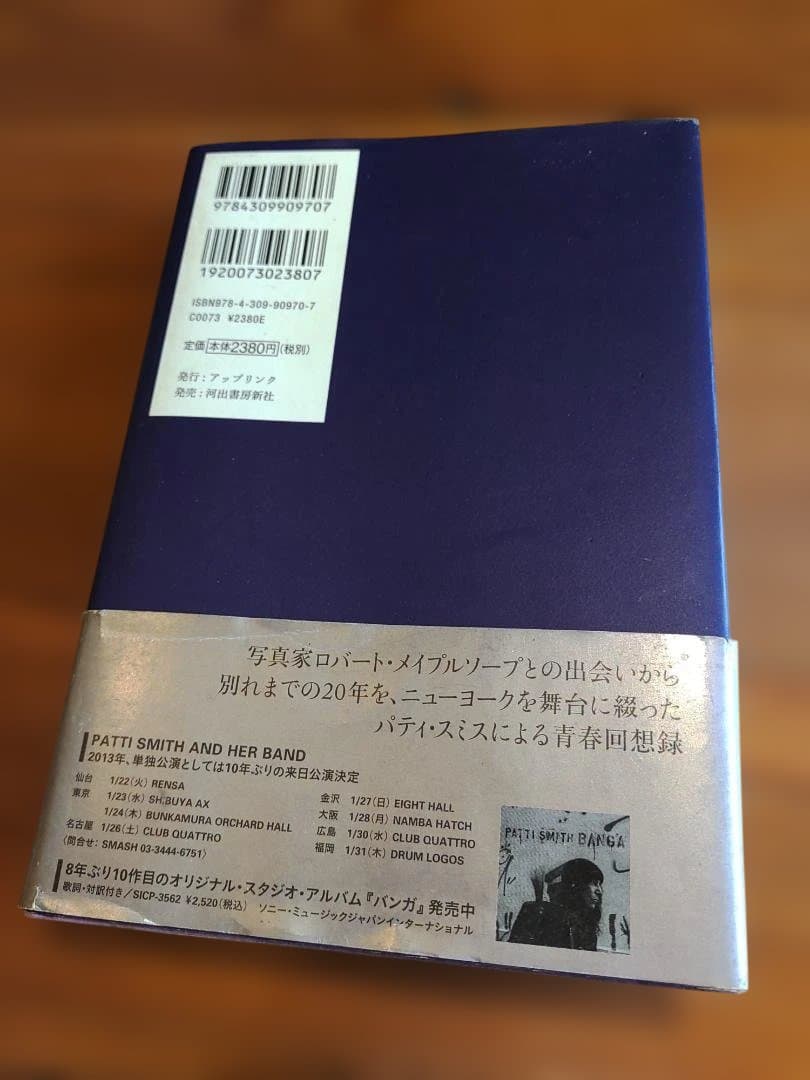 9784309909707
1920073023807
ISBN978-4-309-90970-7
C0073 ¥2380E
定価 本体2380円(税別)
発行:アップリンク
発売:河出書房新社
写真家ロバート・メイプルソープとの出会いから
別れまでの20年を、ニューヨークを舞台に綴った
パティ・スミスによる青春回想録
PATTI SMITH AND HER BAND
2013年、単独公演としては10年ぶりの来日公演決定
仙台 1/22(火) RENSA
東京 1/23(水) SHIBUYA AX
1/24(木) BUNKAMURA ORCHARD HALL
名古屋 1/26(土) CLUB QUATTRO
〈問合せ: SMASH 03-3444-6751〉
金沢 1/27(日) EIGHT HALL
大阪 1/28(月) NAMBA HATCH
広島 1/30(水) CLUB QUATTRO
福岡 1/31(木) DRUM LOGOS
8年ぶり10作目のオリジナル・スタジオ・アルバム『バンガ』発売中
歌詞・対訳付き/SICP-3562 ¥2,520(税込) ソニー・ミュージックジャパンインターナショナル
PATTI SMITH BANGA